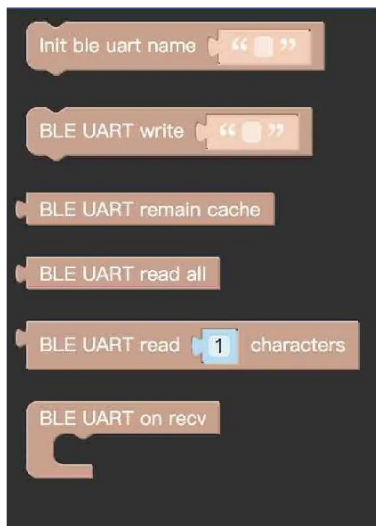 Init ble uart name “ ”
BLE UART write “ ”
BLE UART remain cache
BLE UART read all
BLE UART read 1 characters
BLE UART on recv